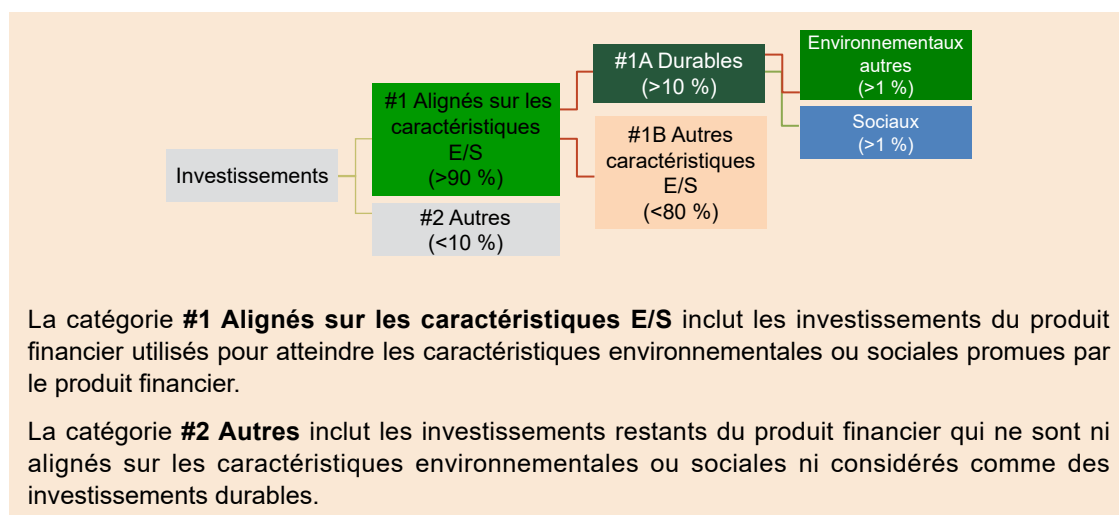 Investissements
#1 Alignés sur les
caractéristiques
E/S
(>90 %)
#2 Autres
(<10 %)
#1A Durables
(>10 %)
#1B Autres
caractéristiques
E/S
(<80 %)
Environnementaux
autres
(>1 %)
Sociaux
(>1 %)
La catégorie #1 Alignés sur les caractéristiques E/S inclut les investissements du produit
financier utilisés pour atteindre les caractéristiques environnementales ou sociales promues par
le produit financier.
La catégorie #2 Autres inclut les investissements restants du produit financier qui ne sont ni
alignés sur les caractéristiques environnementales ou sociales ni considérés comme des
investissements durables.